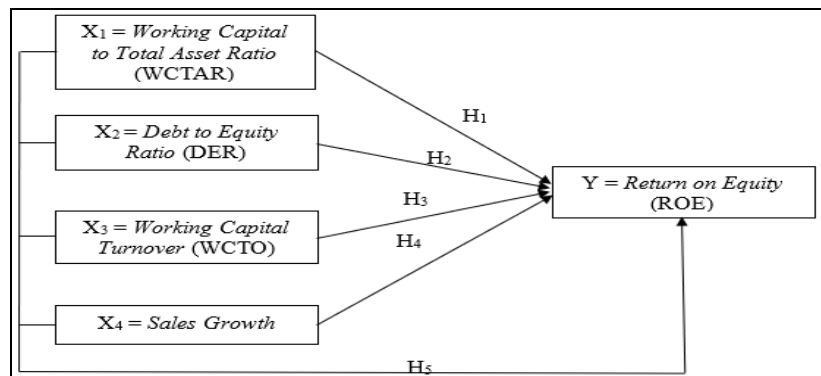 X1 = Working Capital
to Total Asset Ratio
(WCTAR)
H1
X2 = Debt to Equity
Ratio (DER)
H2
Y = Return on Equity
(ROE)
H3
X3 = Working Capital
Turnover (WCTO)
H4
X4 = Sales Growth
H5